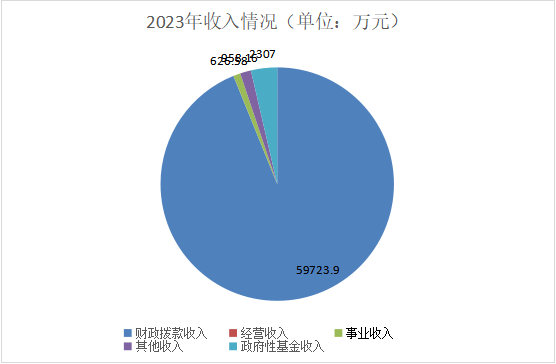 2023年收入情况（单位：万元）
626.58
958.16
2307
59723.9
财政拨款收入
经营收入
事业收入
其他收入
政府性基金收入